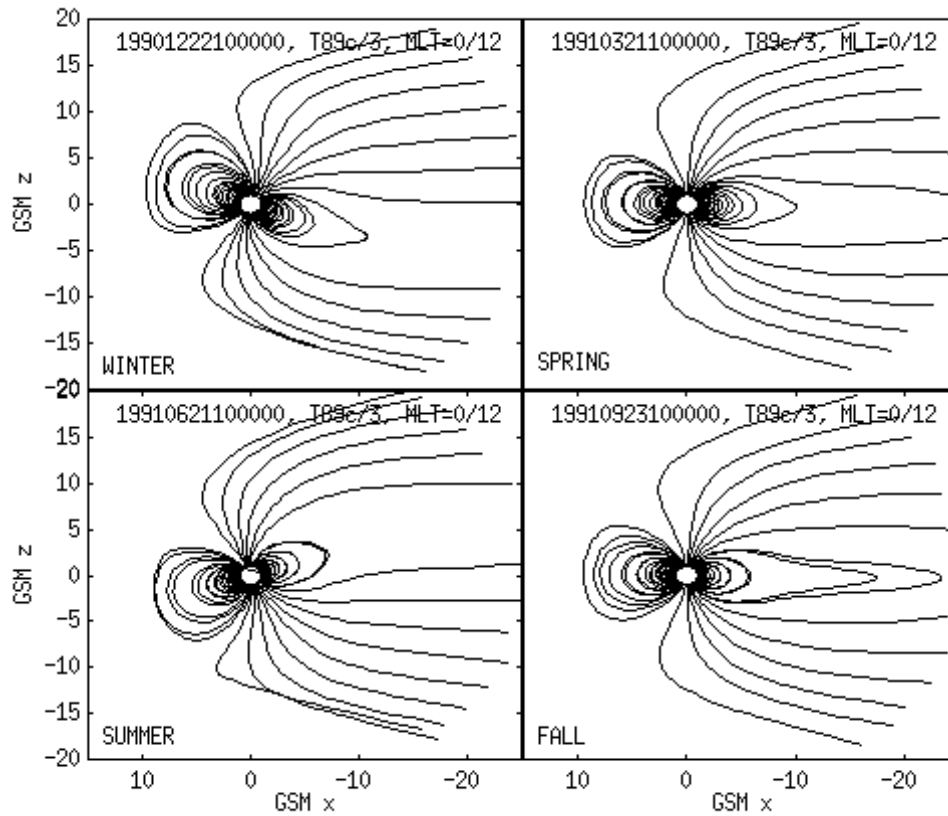 20
19901222100000, T89c/3, MLT=0/12
19910321100000, T89c/3, MLT=0/12
15
10
5
GSM z
0
-5
-10
-15
WINTER
SPRING
-20
20
19910621100000, T89c/3, MLT=0/12
19910923100000, T89c/3, MLT=0/12
15
10
5
GSM z
0
-5
-10
-15
SUMMER
FALL
-20
10 0 -10 -20 10 0 -10 -20
GSM x GSM x